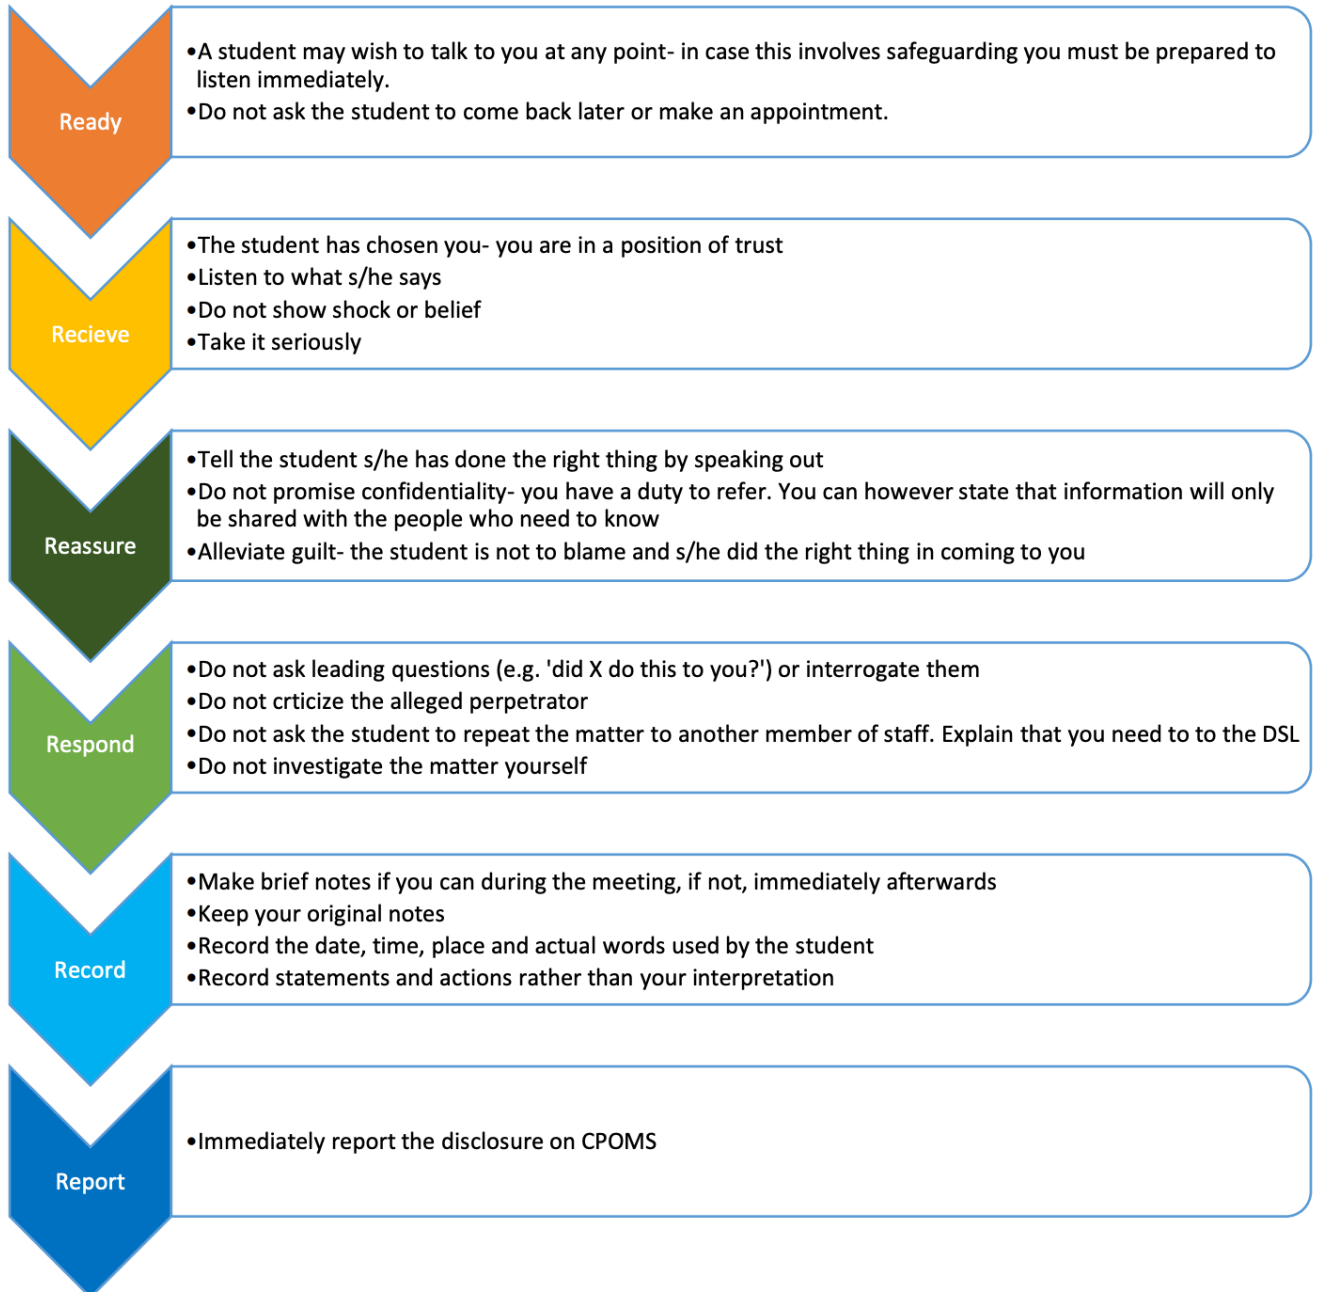 Ready
•A student may wish to talk to you at any point- in case this involves safeguarding you must be prepared to
listen immediately.
•Do not ask the student to come back later or make an appointment.
Recieve
•The student has chosen you- you are in a position of trust
•Listen to what s/he says
•Do not show shock or belief
•Take it seriously
Reassure
•Tell the student s/he has done the right thing by speaking out
•Do not promise confidentiality- you have a duty to refer. You can however state that information will only
be shared with the people who need to know
•Alleviate guilt- the student is not to blame and s/he did the right thing in coming to you
Respond
•Do not ask leading questions (e.g. 'did X do this to you?') or interrogate them
•Do not crticize the alleged perpetrator
•Do not ask the student to repeat the matter to another member of staff. Explain that you need to to the DSL
•Do not investigate the matter yourself
Record
•Make brief notes if you can during the meeting, if not, immediately afterwards
•Keep your original notes
•Record the date, time, place and actual words used by the student
•Record statements and actions rather than your interpretation
Report
•Immediately report the disclosure on CPOMS